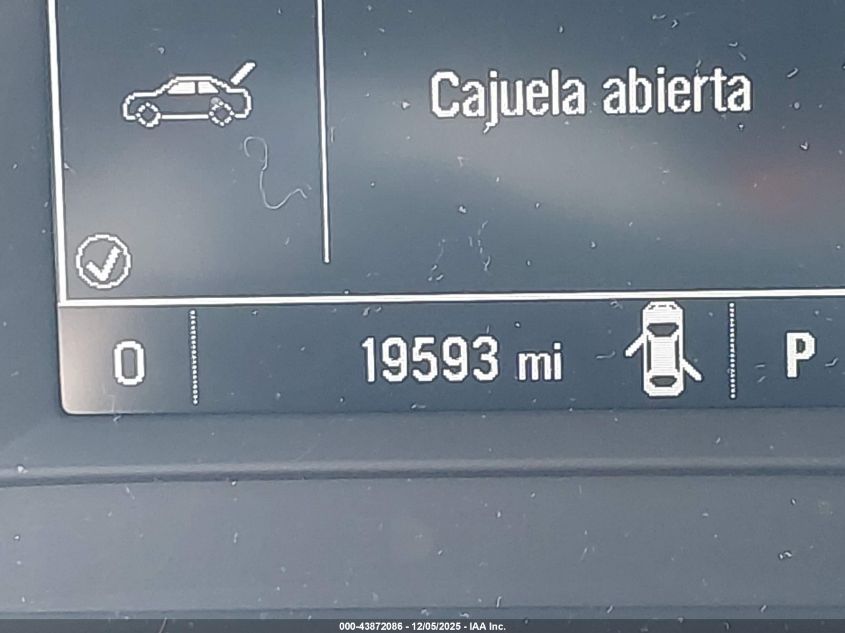 Cajuela abierta
0 19593 mi P
000-43872086 - 12/05/2025 - IAA Inc.